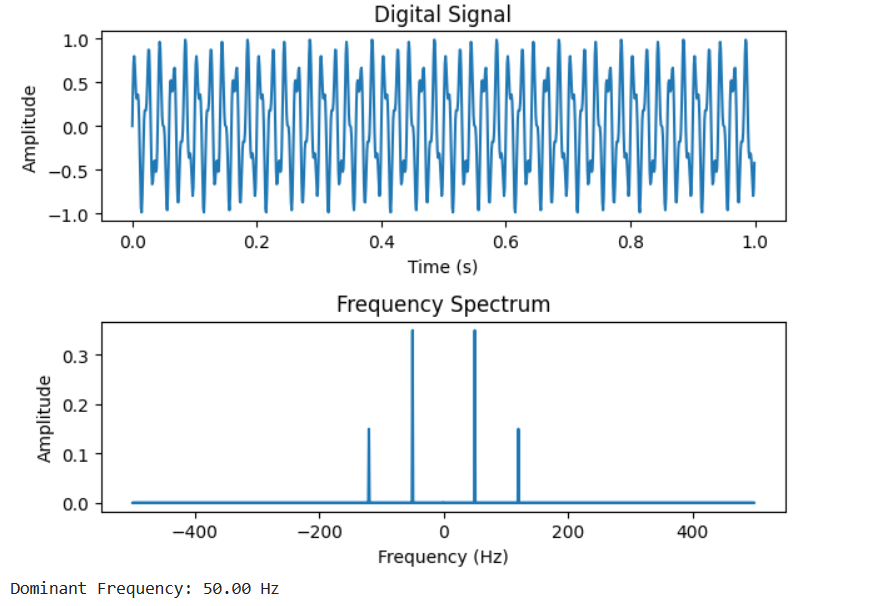 Digital Signal
1.0
0.5
0.0
−0.5
−1.0
Amplitude
0.0 0.2 0.4 0.6 0.8 1.0
Time (s)
Frequency Spectrum
0.3
0.2
0.1
0.0
Amplitude
−400 −200 0 200 400
Frequency (Hz)
Dominant Frequency: 50.00 Hz